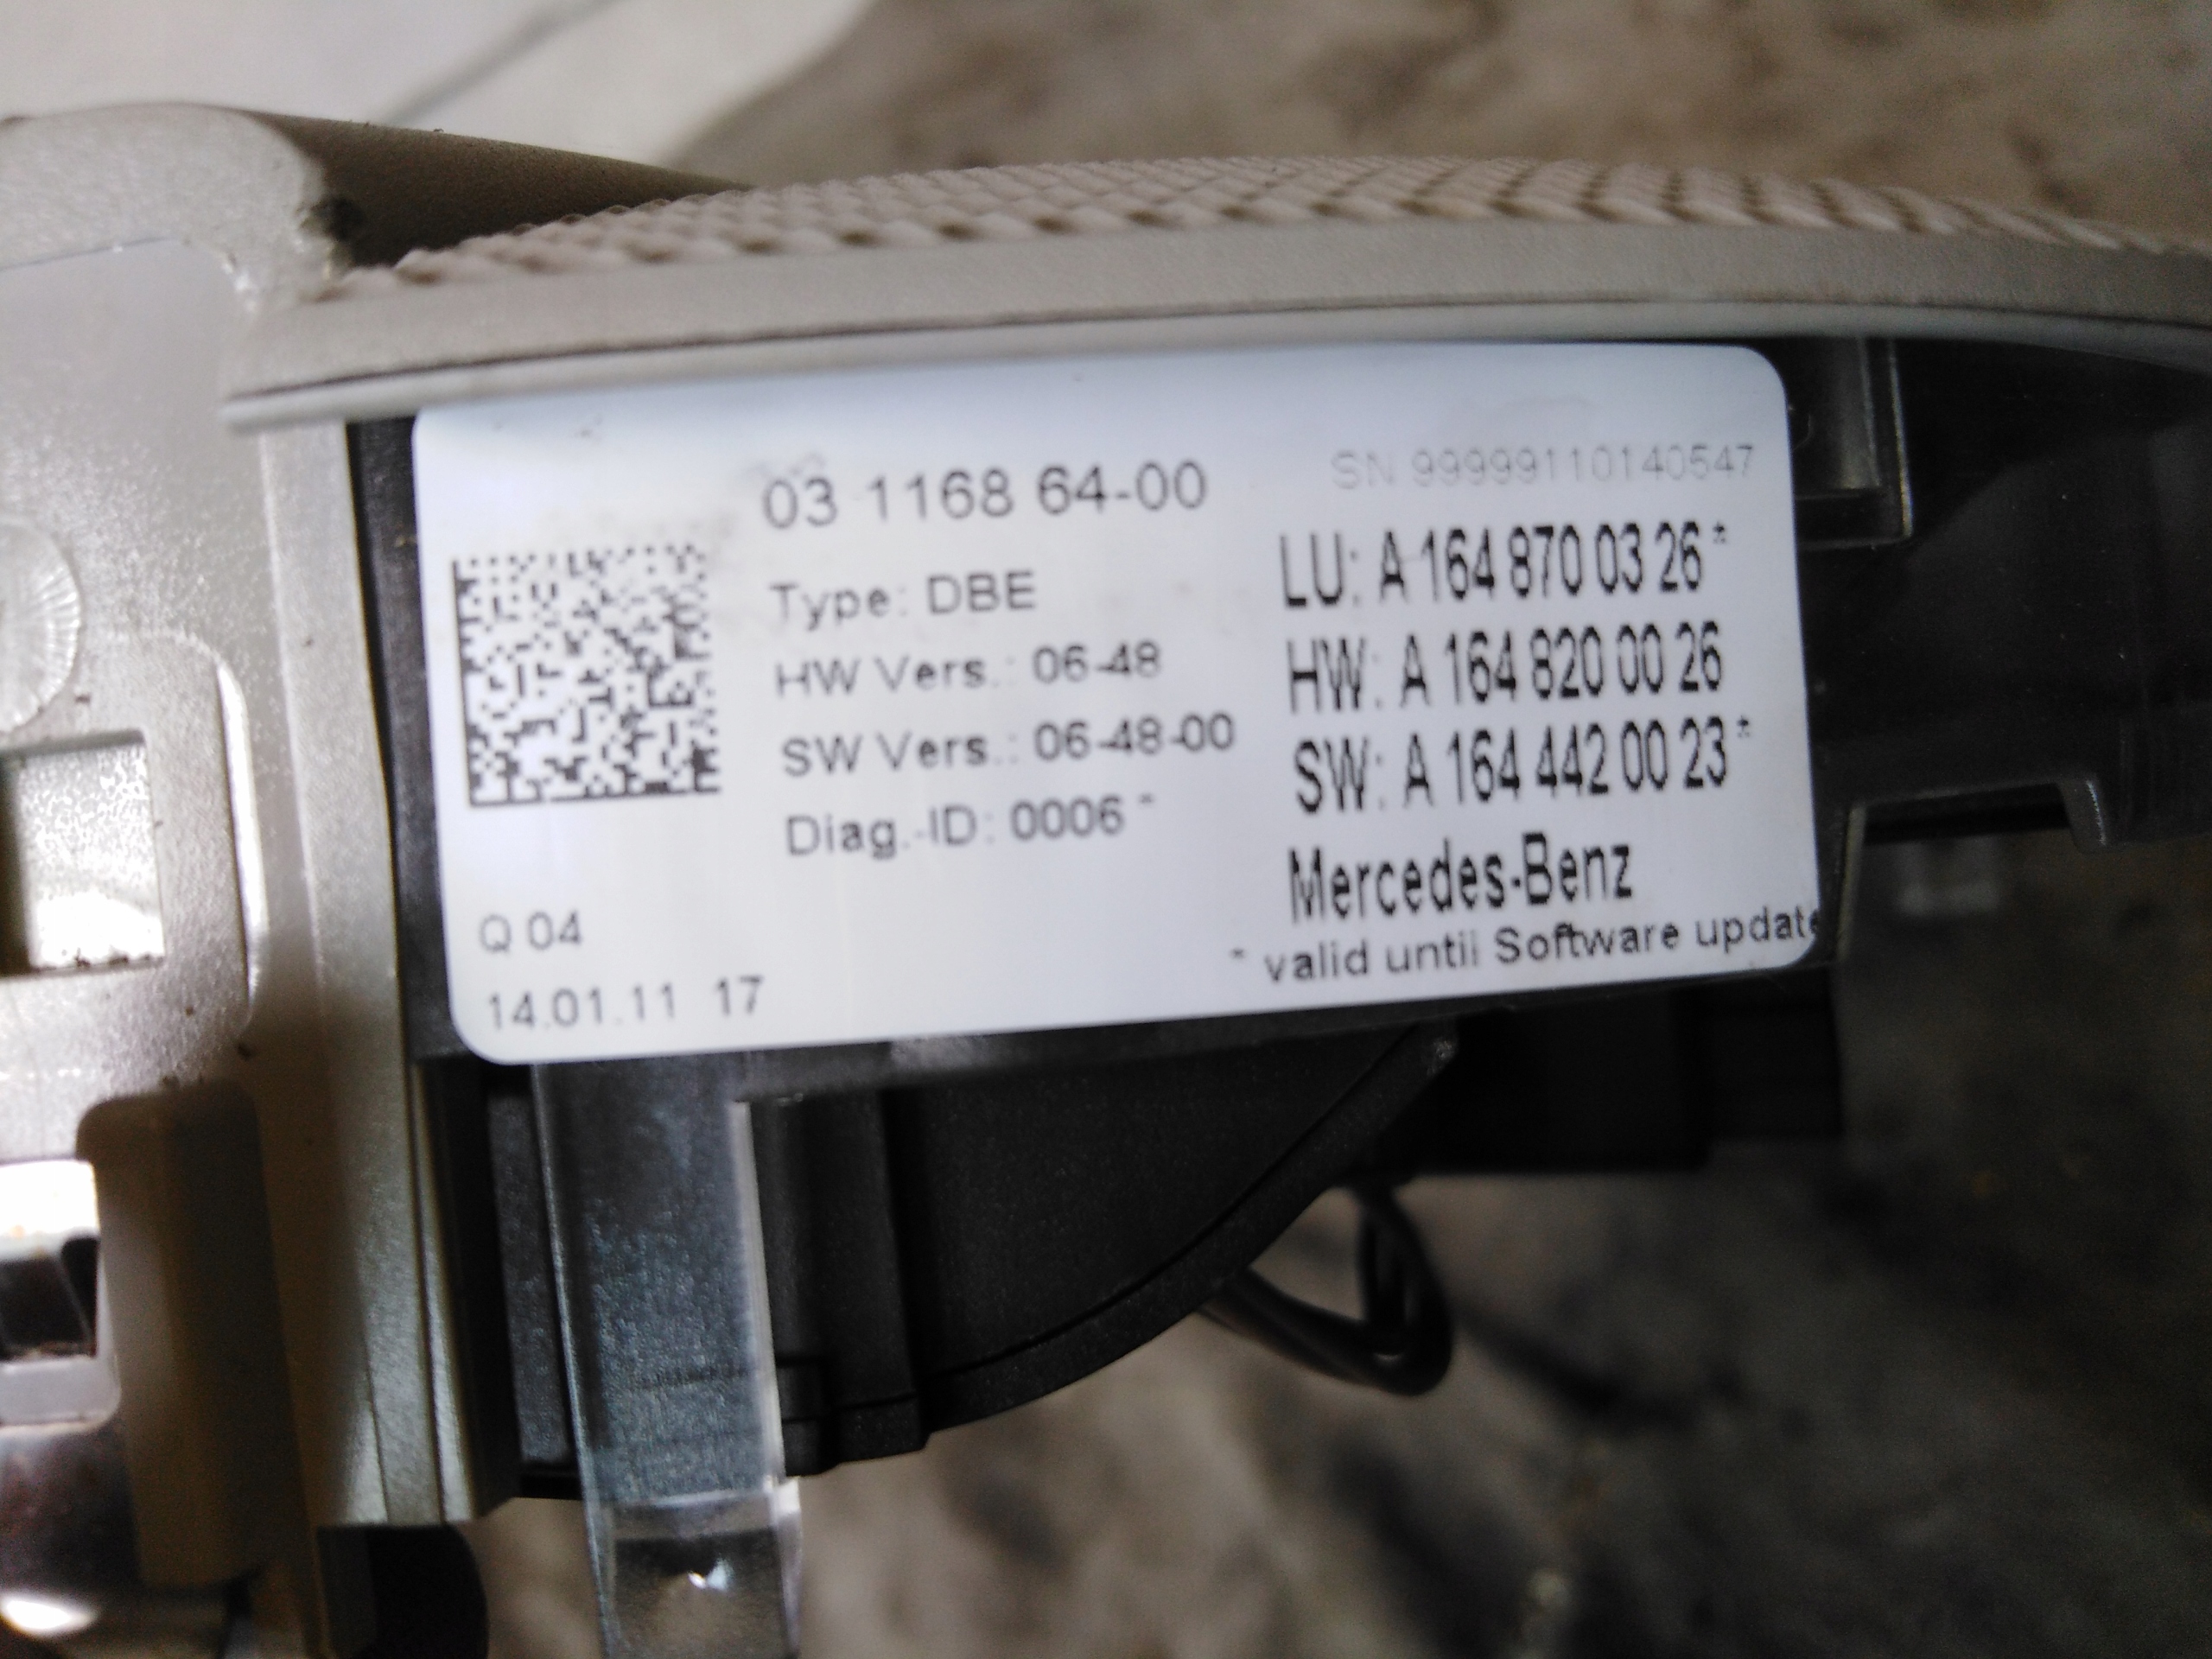 03 1168 64-00
Type: DBE
HW Vers.: 06-48
SW Vers.: 06-48-00
Diag.-ID: 0006 -
Q 04
14.01.11 17
SN 99999110140547
LU: A 164 870 03 26 *
HW: A 164 820 00 26
SW: A 164 442 00 23 *
Mercedes-Benz
- valid until Software update